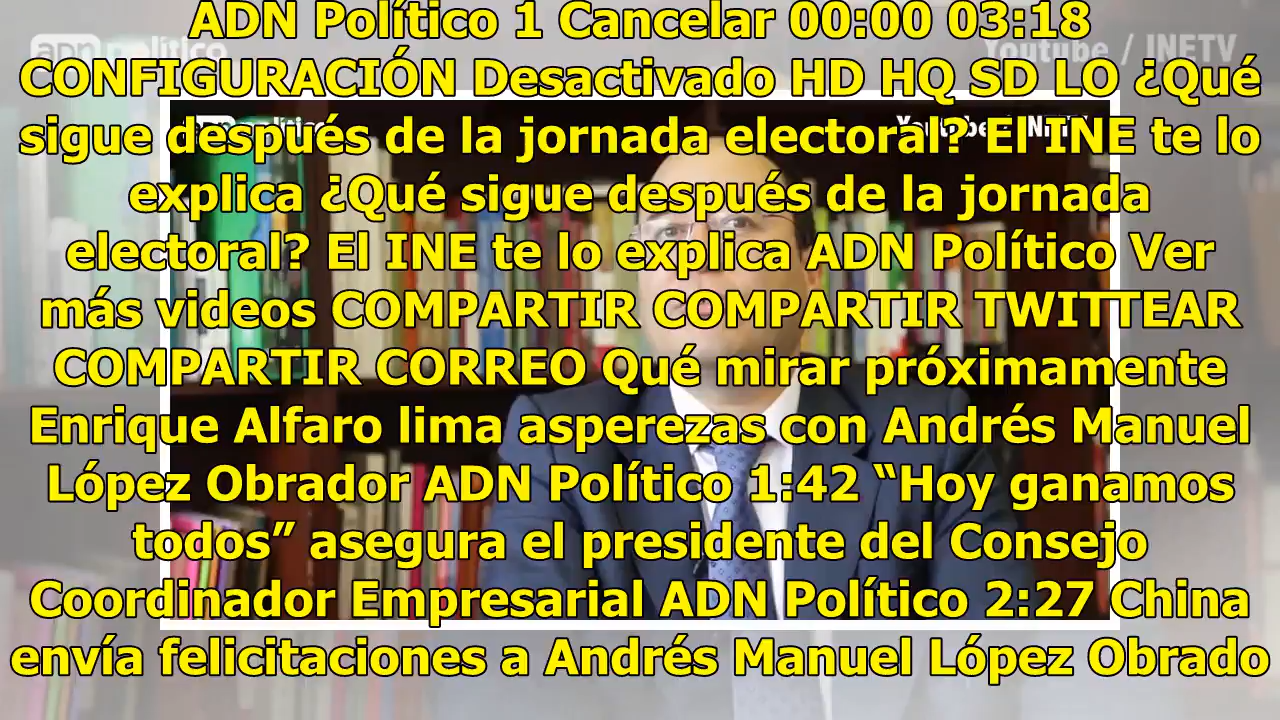 ADN Político 1 Cancelar 00:00 03:18
adn político
Youtube / INETV
CONFIGURACIÓN Desactivado HD HQ SD LO ¿Qué
sigue después de la jornada electoral? El INE te lo
explica ¿Qué sigue después de la jornada
electoral? El INE te lo explica ADN Político Ver
más videos COMPARTIR COMPARTIR TWITTEAR
COMPARTIR CORREO Qué mirar próximamente
Enrique Alfaro lima asperezas con Andrés Manuel
López Obrador ADN Político 1:42 “Hoy ganamos
todos” asegura el presidente del Consejo
Coordinador Empresarial ADN Político 2:27 China
envía felicitaciones a Andrés Manuel López Obrado